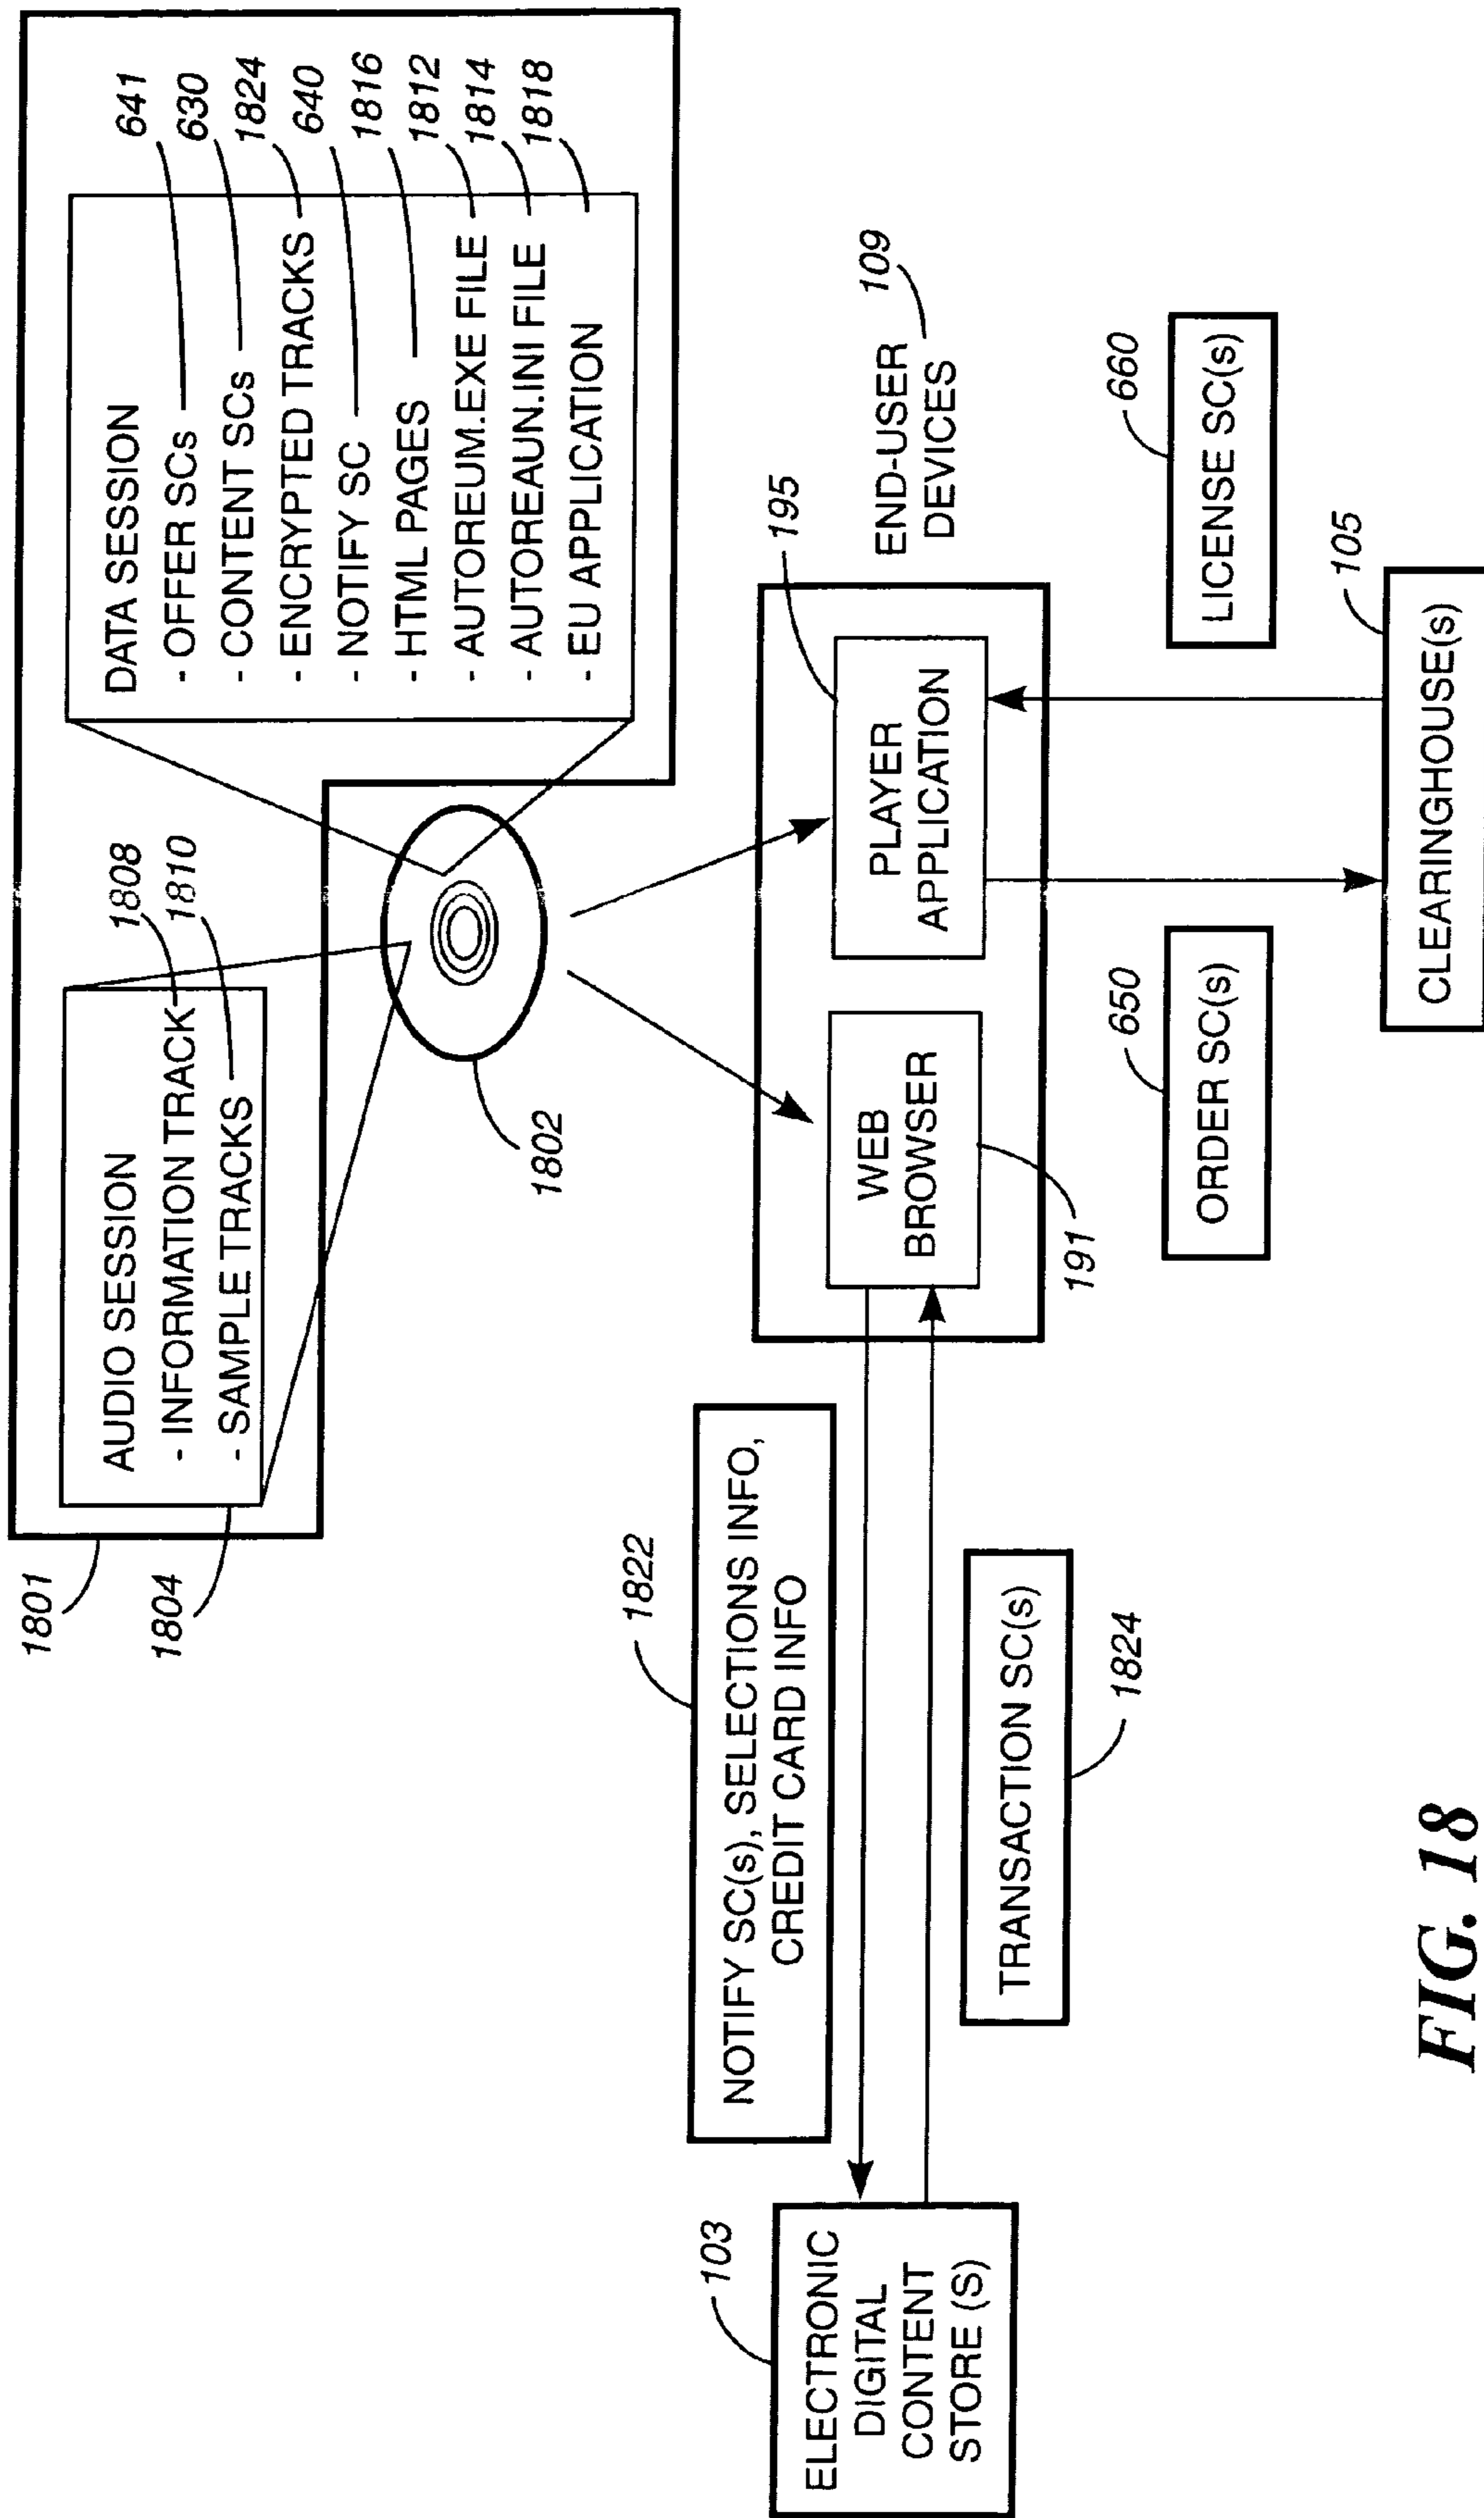 1801
1804
AUDIO SESSION
- INFORMATION TRACK
- SAMPLE TRACKS
1808
1810
1802
DATA SESSION
- OFFER SCs
- CONTENT SCs
- ENCRYPTED TRACKS
- NOTIFY SC
- HTML PAGES
- AUTOREUM.EXE FILE
- AUTOREAUN.INI FILE
- EU APPLICATION
641
630
1824
640
1816
1812
1814
1818
1822
NOTIFY SC(s), SELECTIONS INFO,
CREDIT CARD INFO
103
ELECTRONIC
DIGITAL
CONTENT
STORE (S)
TRANSACTION SC(s)
1824
WEB
BROWSER
191
PLAYER
APPLICATION
195
END-USER
DEVICES
109
650
ORDER SC(s)
660
LICENSE SC(s)
105
CLEARINGHOUSE(s)
FIG. 18